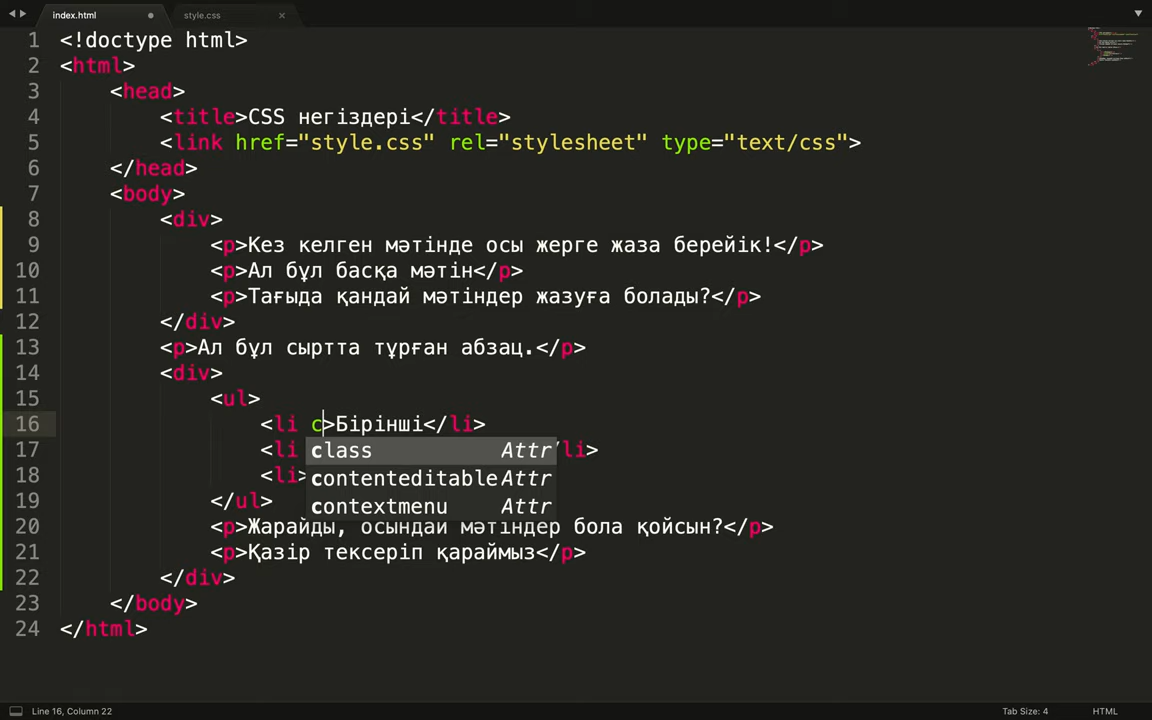 index.html
style.css
1 <!doctype html>
2 <html>
3 <head>
4 <title>CSS негіздері</title>
5 <link href="style.css" rel="stylesheet" type="text/css">
6 </head>
7 <body>
8 <div>
9 <p>Кез келген мәтінде осы жерге жаза берейік!</p>
10 <p>Ал бұл басқа мәтін</p>
11 <p>Тағыда қандай мәтіндер жазуға болады?</p>
12 </div>
13 <p>Ал бұл сыртта тұрған абзац.</p>
14 <div>
15 <ul>
16 <li c>Бірінші</li>
17 <li /li>
class Attr
18 <li>
contenteditable Attr
contextmenu Attr
19 </ul>
20 <p>Жарайды, осындай мәтіндер бола қойсын?</p>
21 <p>Қазір тексеріп қараймыз</p>
22 </div>
23 </body>
24 </html>
Line 16, Column 22
Tab Size: 4
HTML